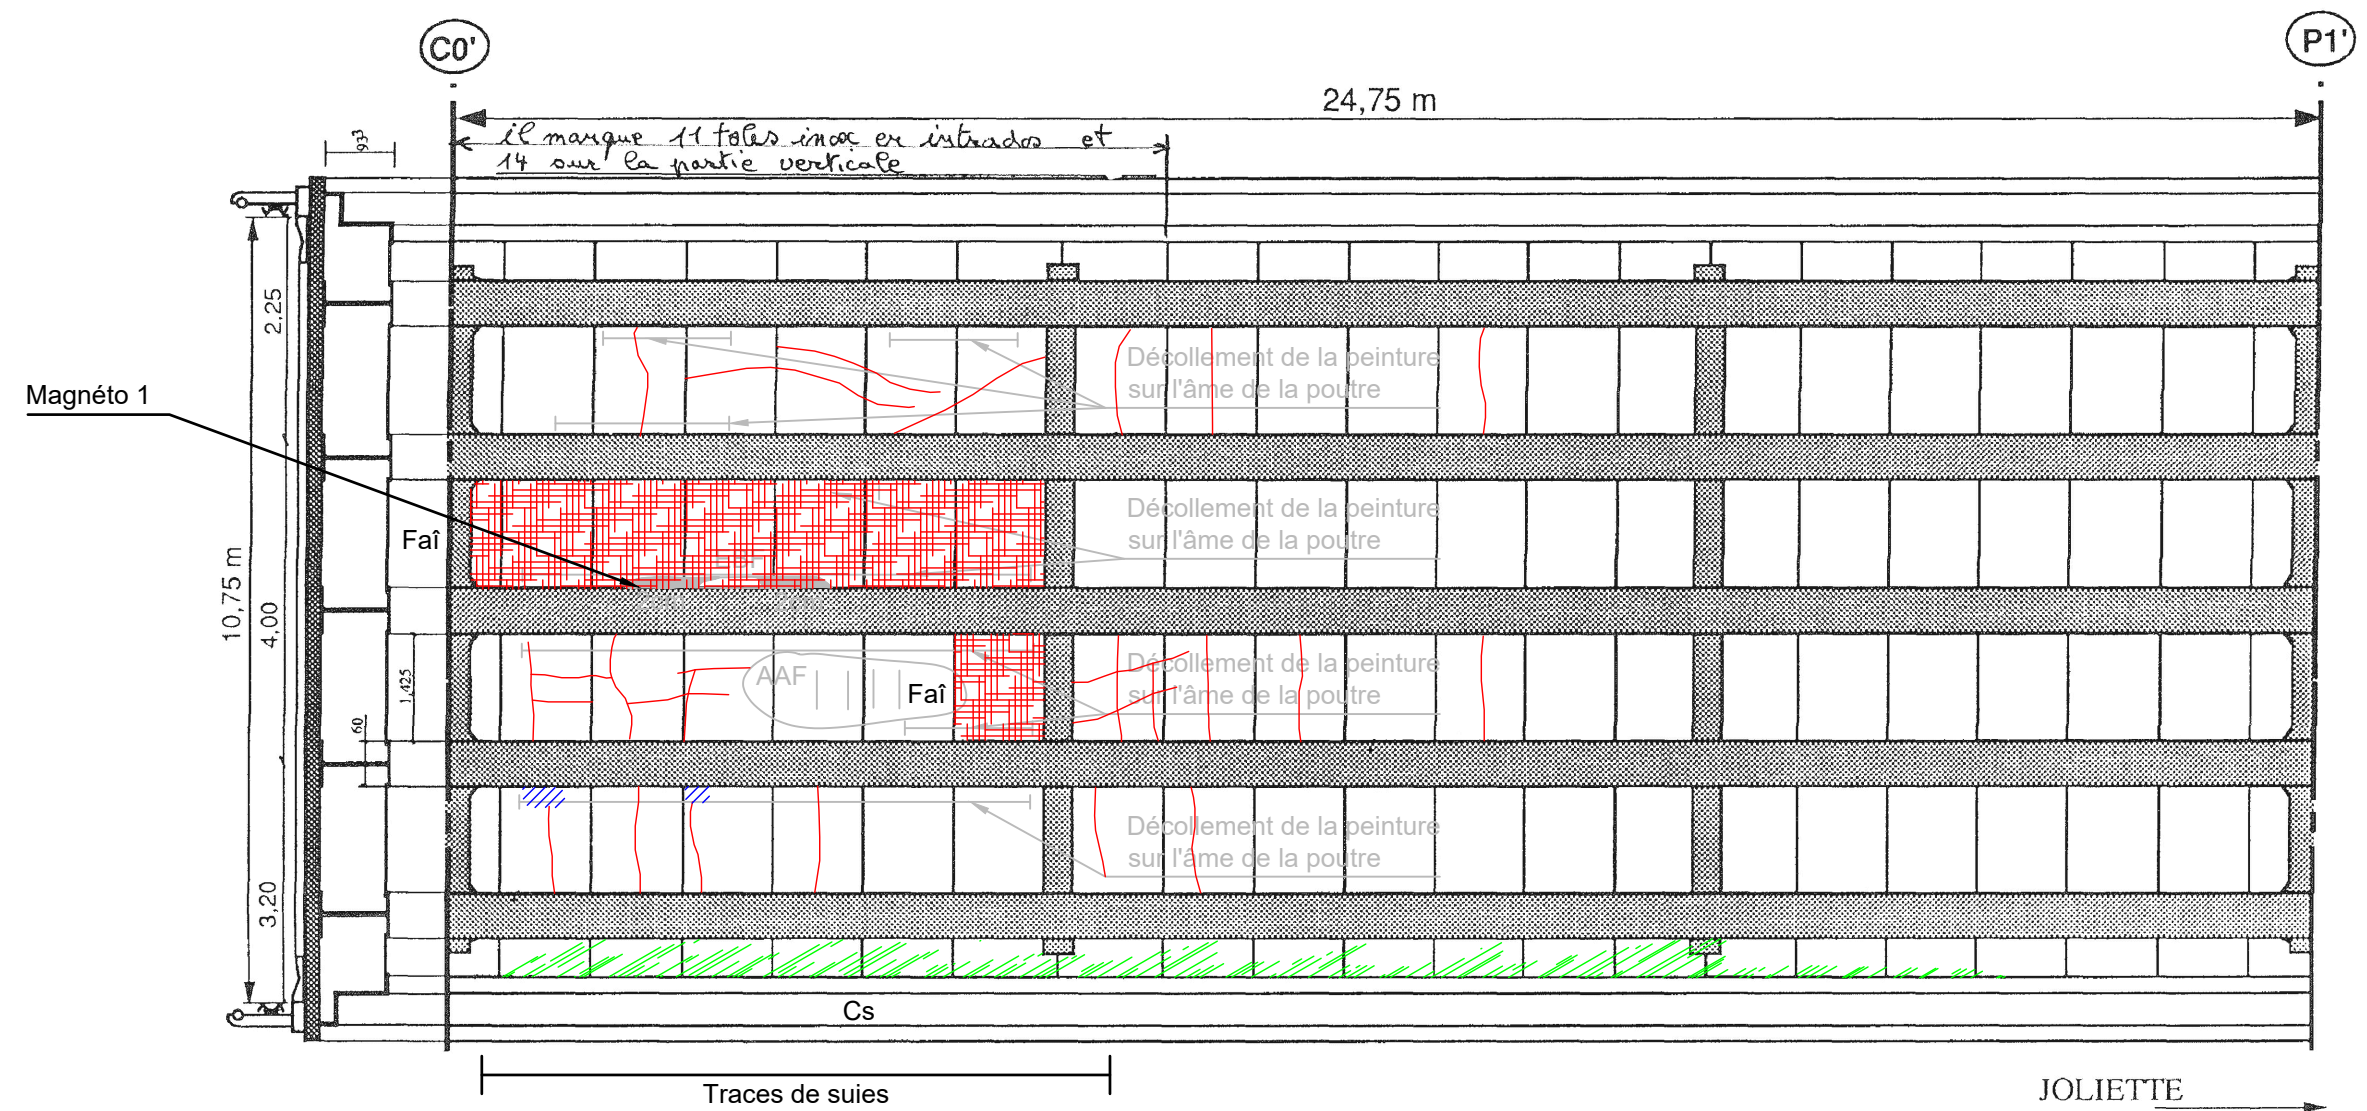 C0'
P1'
24,75 m
il manque 11 toles inox en intrados et
14 sur la partie verticale
933
2,25
Décollement de la peinture
sur l'âme de la poutre
Magnéto 1
Décollement de la peinture
sur l'âme de la poutre
Faî
10,75 m
4,00
1,425
Décollement de la peinture
sur l'âme de la poutre
AAF
Faî
60
Décollement de la peinture
sur l'âme de la poutre
3,20
Cs
Traces de suies
JOLIETTE